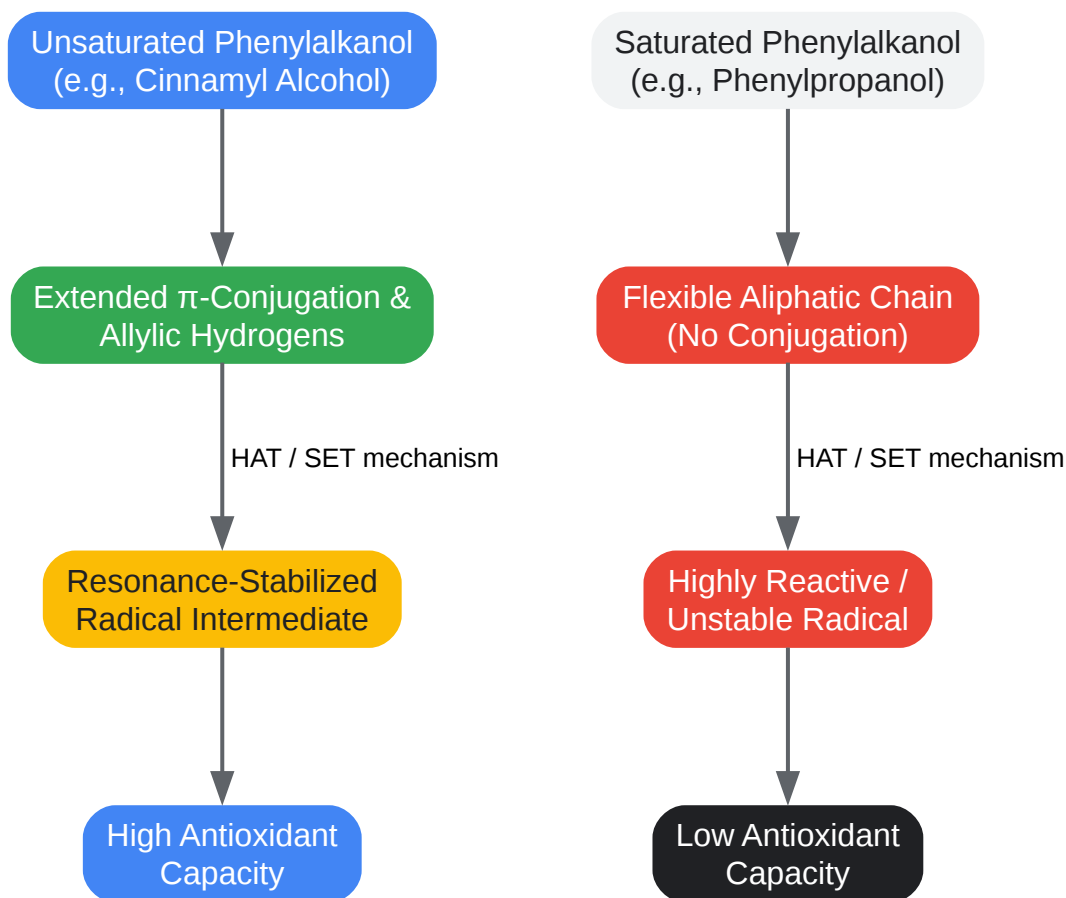 Unsaturated Phenylalkanol
(e.g., Cinnamyl Alcohol)
Extended π-Conjugation &
Allylic Hydrogens
HAT / SET mechanism
Resonance-Stabilized
Radical Intermediate
High Antioxidant
Capacity
Saturated Phenylalkanol
(e.g., Phenylpropanol)
Flexible Aliphatic Chain
(No Conjugation)
HAT / SET mechanism
Highly Reactive /
Unstable Radical
Low Antioxidant
Capacity